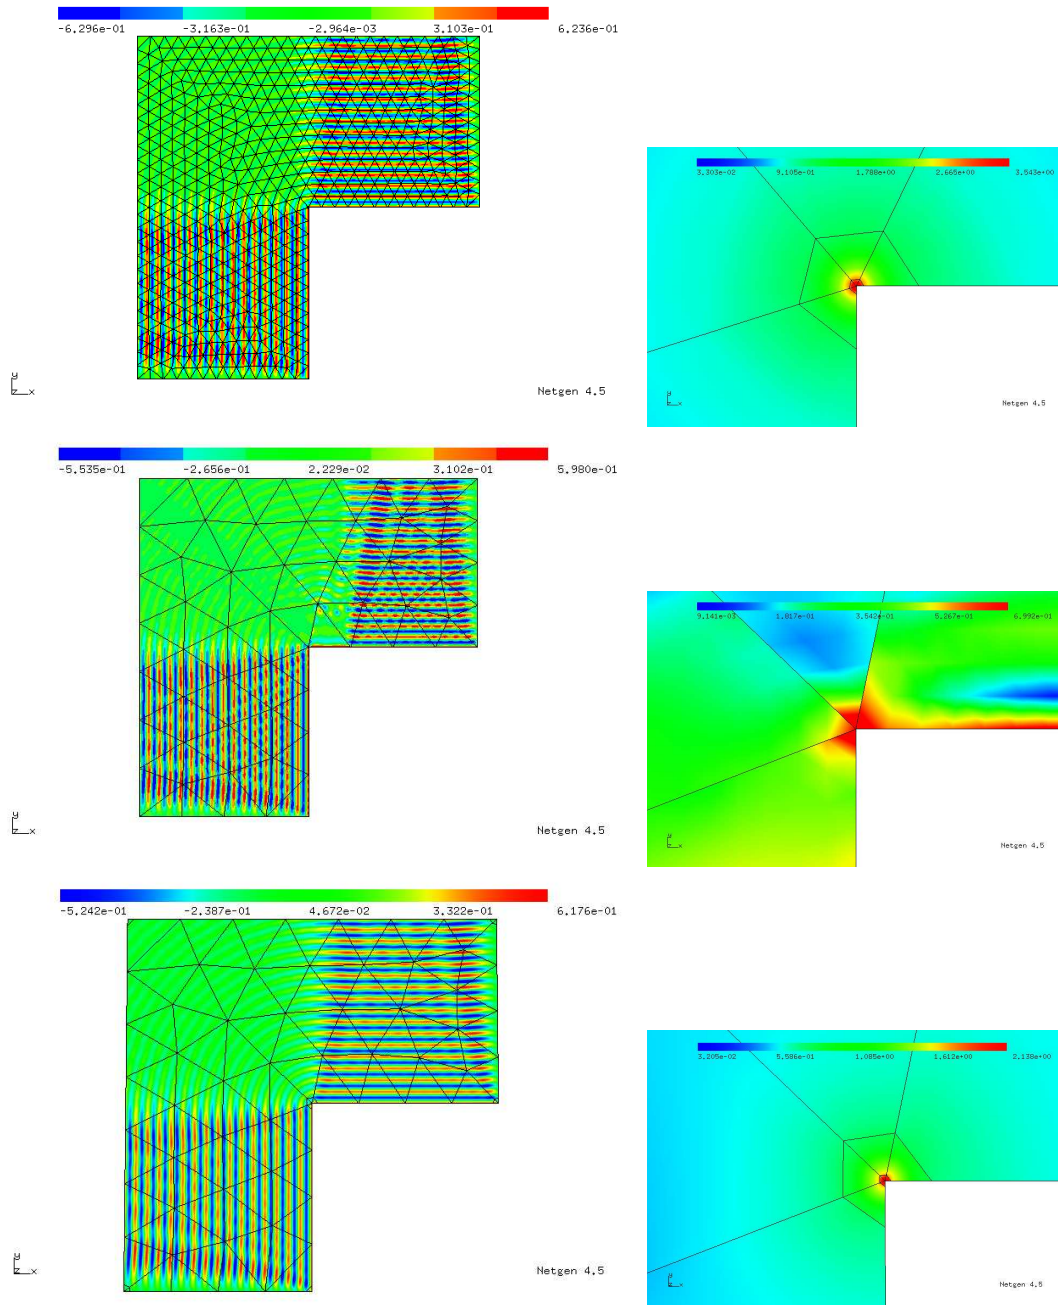 -6.296e-01 -3.163e-01 -2.964e-03 3.103e-01 6.236e-01
3.303e-02 9.105e-01 1.788e+00 2.665e+00 3.543e+00
y
z x
Netgen 4.5
y
z x
Netgen 4.5
-5.535e-01 -2.656e-01 2.229e-02 3.102e-01 5.980e-01
9.141e-03 1.817e-01 3.542e-01 5.267e-01 6.992e-01
y
z x
Netgen 4.5
y
z x
Netgen 4.5
-5.242e-01 -2.387e-01 4.672e-02 3.322e-01 6.176e-01
3.205e-02 5.586e-01 1.085e+00 1.612e+00 2.138e+00
y
z x
Netgen 4.5
y
z x
Netgen 4.5